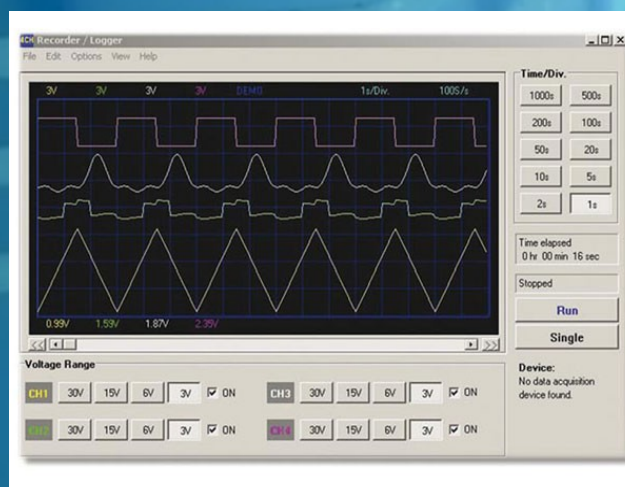 4CH Recorder / Logger
File Edit Options View Help
3V 3V 3V 3V DEMO 1s/Div. 100S/s
0.99V 1.59V 1.87V 2.35V
<< >>
Time/Div.
1000s 500s
200s 100s
50s 20s
10s 5s
2s 1s
Time elapsed
0 hr 00 min 16 sec
Stopped
Run
Single
Device:
No data acquisition
device found.
Voltage Range
CH1 30V 15V 6V 3V ON CH3 30V 15V 6V 3V ON
CH2 30V 15V 6V 3V ON CH4 30V 15V 6V 3V ON